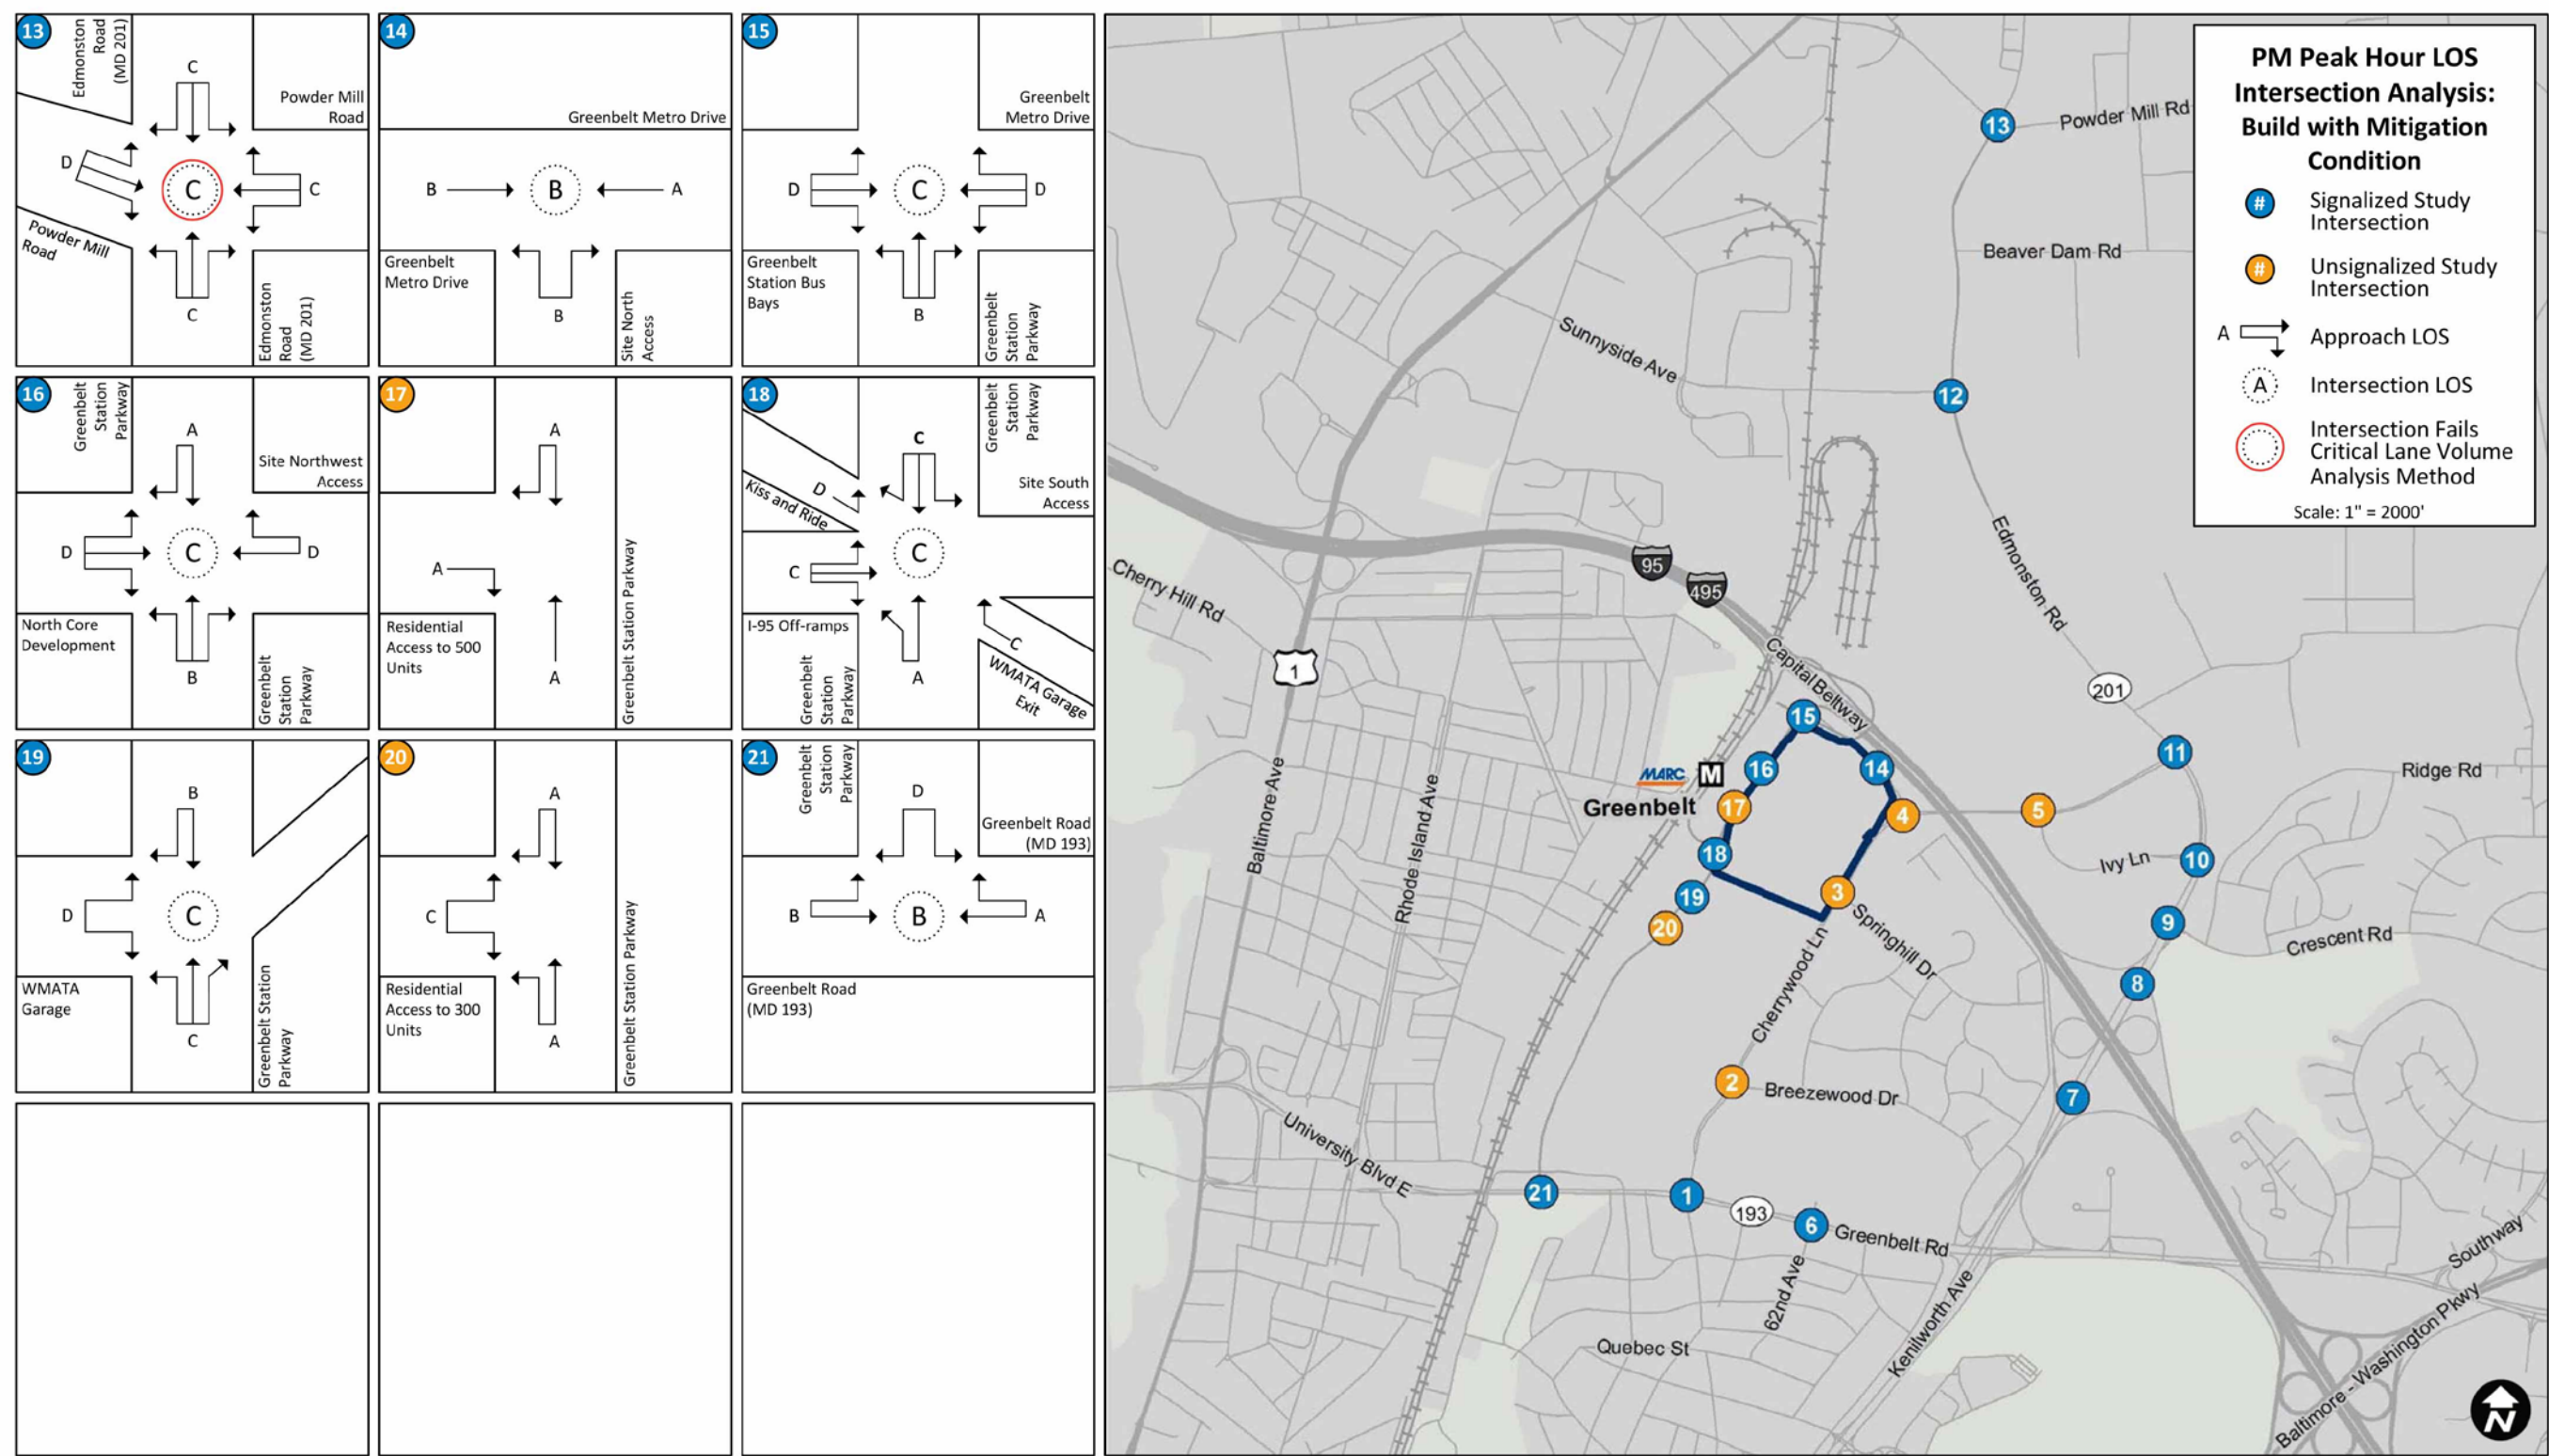 13
Edmonston
Road
(MD 201)
C
Powder Mill
Road
D
C
C
Powder Mill
Road
C
Edmonston
Road
(MD 201)
14
Greenbelt Metro Drive
B
B
A
Greenbelt
Metro Drive
B
Site North
Access
15
Greenbelt
Metro Drive
D
C
D
Greenbelt
Station Bus
Bays
B
Greenbelt
Station
Parkway
16
Greenbelt
Station
Parkway
A
Site Northwest
Access
D
C
D
North Core
Development
B
Greenbelt
Station
Parkway
17
A
A
Residential
Access to 500
Units
A
Greenbelt Station Parkway
18
Greenbelt
Station
Parkway
C
Site South
Access
D
Kiss and Ride
C
C
I-95 Off-ramps
C
WMATA Garage
Exit
Greenbelt
Station
Parkway
A
19
B
D
C
WMATA
Garage
C
Greenbelt Station
Parkway
20
A
C
Residential
Access to 300
Units
A
Greenbelt Station Parkway
21
Greenbelt
Station
Parkway
D
Greenbelt Road
(MD 193)
B
B
A
Greenbelt Road
(MD 193)
PM Peak Hour LOS
Intersection Analysis:
Build with Mitigation
Condition
# Signalized Study
Intersection
# Unsignalized Study
Intersection
A Approach LOS
A Intersection LOS
Intersection Fails
Critical Lane Volume
Analysis Method
Scale: 1" = 2000'
13
Powder Mill Rd
Beaver Dam Rd
Sunnyside Ave
12
Edmonston Rd
95
495
Cherry Hill Rd
1
Capital Beltway
201
15
11
MARC M
16
14
Ridge Rd
Greenbelt
17
4
5
Baltimore Ave
Rhode Island Ave
18
Ivy Ln
10
19
3
20
Springhill Dr
9
Crescent Rd
Cherrywood Ln
8
2
Breezewood Dr
7
University Blvd E
21
1
193
6
Greenbelt Rd
62nd Ave
Kenilworth Ave
Southway
Quebec St
Baltimore - Washington Pkwy
N